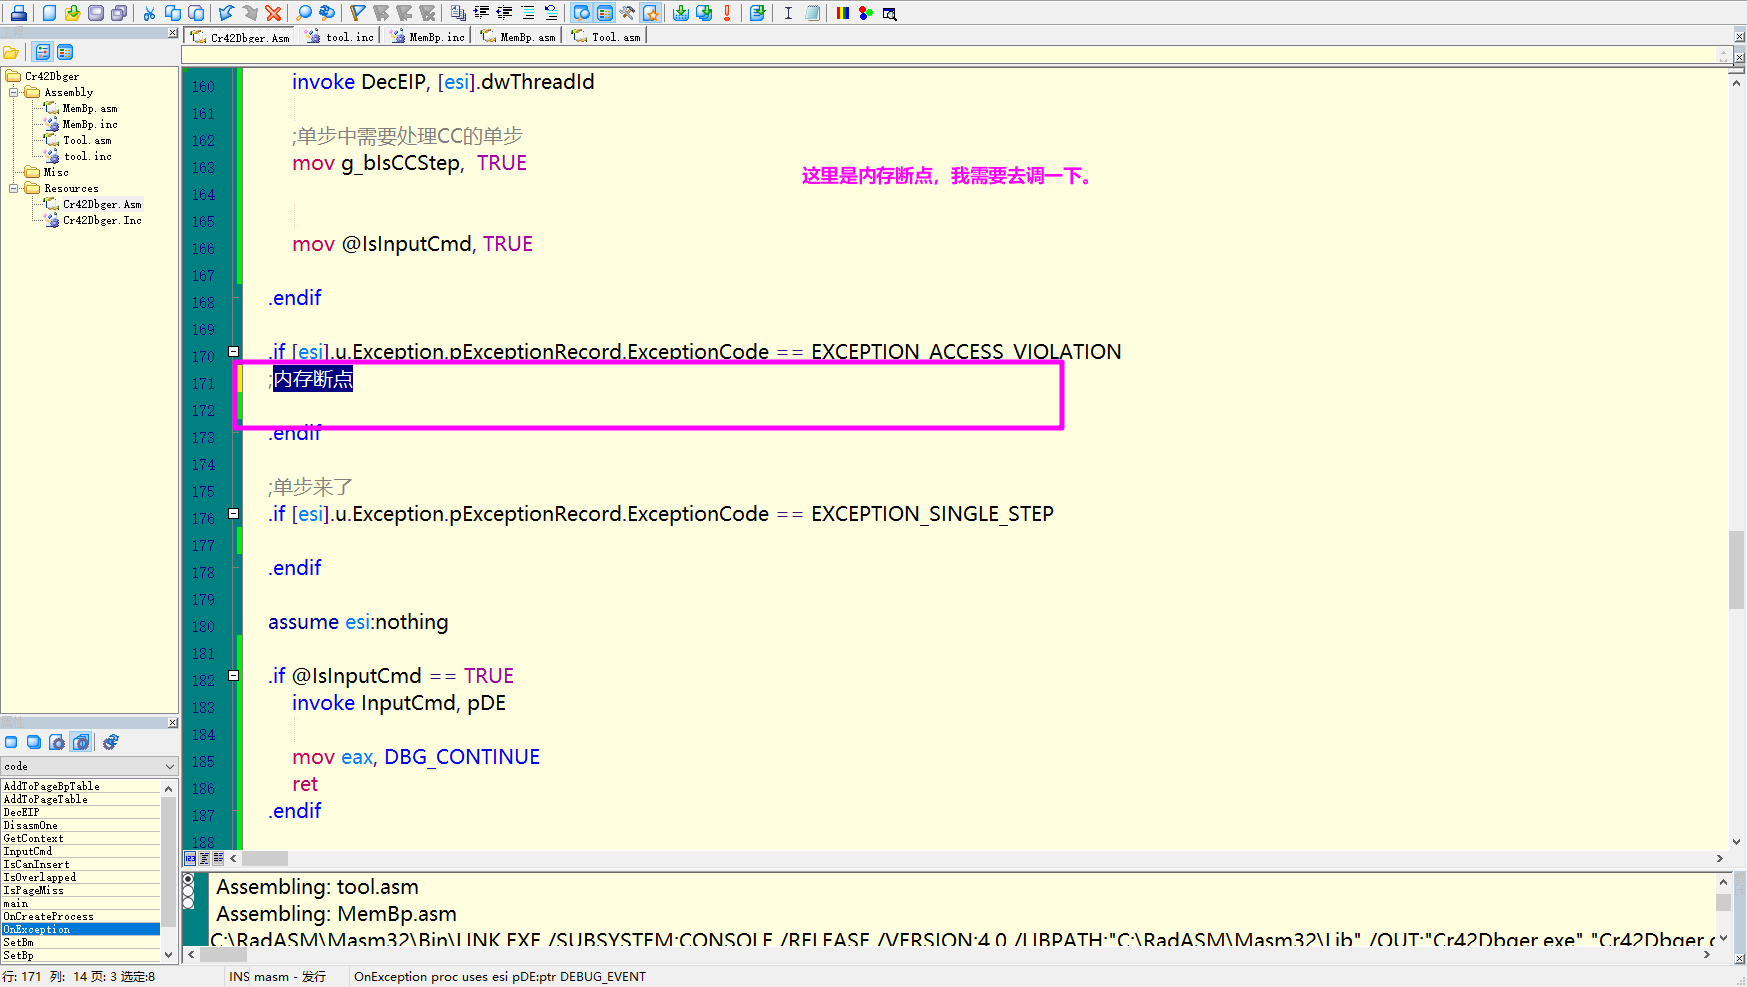 工程
Cr42Dbger.Asm
tool.inc
MemBp.inc
MemBp.asm
Tool.asm
Cr42Dbger
Assembly
MemBp.asm
MemBp.inc
Tool.asm
tool.inc
Misc
Resources
Cr42Dbger.Asm
Cr42Dbger.Inc
160 invoke DecEIP, [esi].dwThreadId
161
162 ;单步中需要处理CC的单步
163 mov g_bIsCCStep, TRUE
这里是内存断点，我需要去调一下。
164
165
166 mov @IsInputCmd, TRUE
167
168 .endif
169
170 .if [esi].u.Exception.pExceptionRecord.ExceptionCode == EXCEPTION_ACCESS_VIOLATION
171 ;内存断点
172
173 .endif
174
175 ;单步来了
176 .if [esi].u.Exception.pExceptionRecord.ExceptionCode == EXCEPTION_SINGLE_STEP
177
178 .endif
179
180 assume esi:nothing
181
182 .if @IsInputCmd == TRUE
183 invoke InputCmd, pDE
184
185 mov eax, DBG_CONTINUE
186 ret
187 .endif
188
属性
code
AddToPageBpTable
AddToPageTable
DecEIP
DisasmOne
GetContext
InputCmd
IsCanInsert
IsOverlapped
IsPageMiss
main
OnCreateProcess
OnException
SetBm
SetBp
Assembling: tool.asm
Assembling: MemBp.asm
C:\RadASM\Masm32\Bin\LINK.EXE /SUBSYSTEM:CONSOLE /RELEASE /VERSION:4.0 /LIBPATH:"C:\RadASM\Masm32\Lib" /OUT:"Cr42Dbger.exe" "Cr42Dbger.o
行: 171 列: 14 页: 3 选定:8
INS masm - 发行
OnException proc uses esi pDE:ptr DEBUG_EVENT